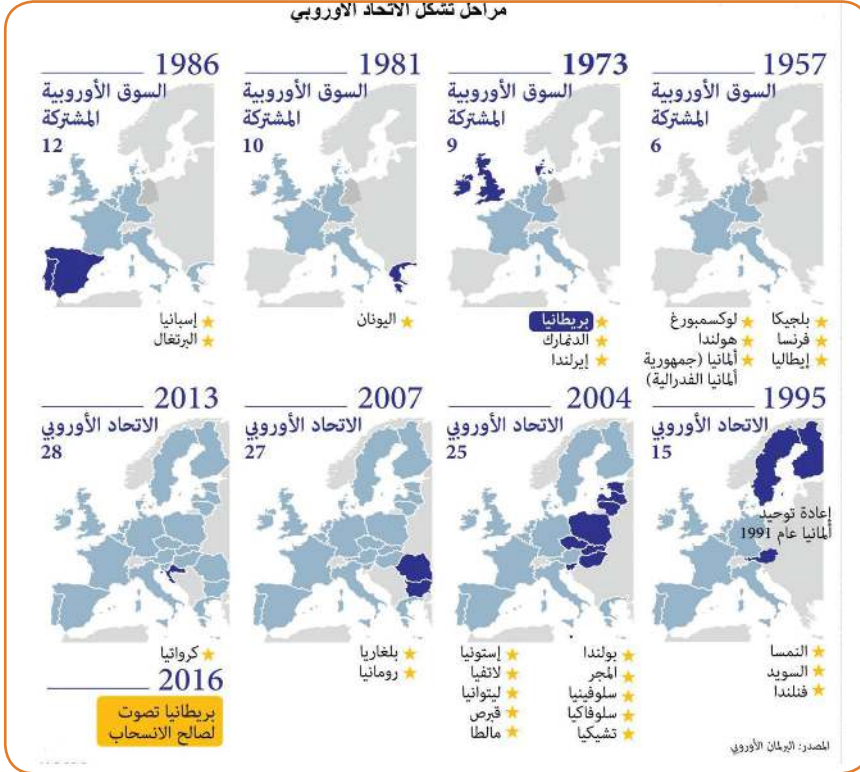 مراحل تشكل الاتحاد الأوروبي
1957
السوق الأوروبية
المشتركة
6
★ بلجيكا
★ فرنسا
★ إيطاليا
★ لوكسمبورغ
★ هولندا
★ ألمانيا (جمهورية
ألمانيا الفدرالية)
1973
السوق الأوروبية
المشتركة
9
★ بريطانيا
★ الدنمارك
★ إيرلندا
1981
السوق الأوروبية
المشتركة
10
★ اليونان
1986
السوق الأوروبية
المشتركة
12
★ إسبانيا
★ البرتغال
1995
الاتحاد الأوروبي
15
إعادة توحيد
ألمانيا عام 1991
★ النمسا
★ السويد
★ فنلندا
2004
الاتحاد الأوروبي
25
★ بولندا
★ المجر
★ سلوفينيا
★ سلوفاكيا
★ تشيكيا
★ إستونيا
★ لاتفيا
★ ليتوانيا
★ قبرص
★ مالطا
2007
الاتحاد الأوروبي
27
★ بلغاريا
★ رومانيا
2013
الاتحاد الأوروبي
28
★ كرواتيا
2016
بريطانيا تصوت
لصالح الانسحاب
المصدر: البرلمان الأوروبي